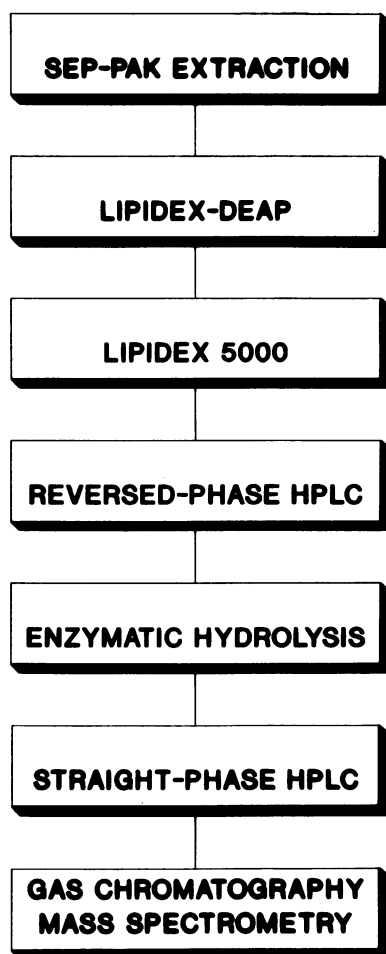 SEP-PAK EXTRACTION
LIPIDEX-DEAP
LIPIDEX 5000
REVERSED-PHASE HPLC
ENZYMATIC HYDROLYSIS
STRAIGHT-PHASE HPLC
GAS CHROMATOGRAPHY
MASS SPECTROMETRY